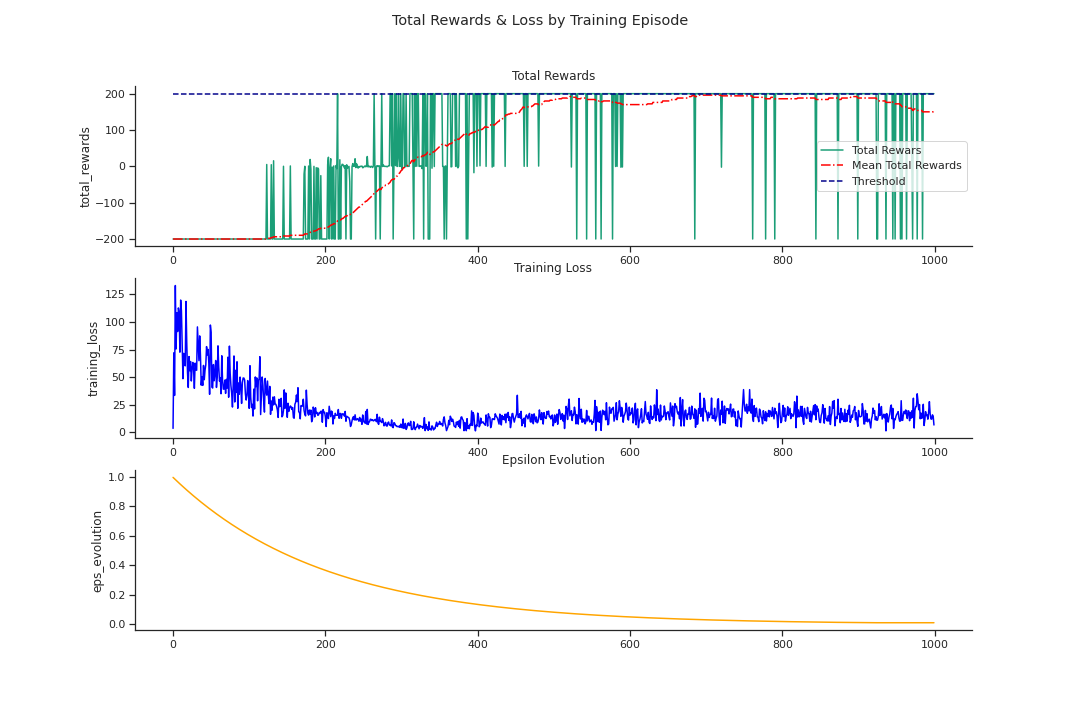 Total Rewards & Loss by Training Episode
Total Rewards
total_rewards
200
100
0
−100
−200
0 200 400 600 800 1000
Total Rewars
Mean Total Rewards
Threshold
Training Loss
training_loss
125
100
75
50
25
0
0 200 400 600 800 1000
Epsilon Evolution
eps_evolution
1.0
0.8
0.6
0.4
0.2
0.0
0 200 400 600 800 1000